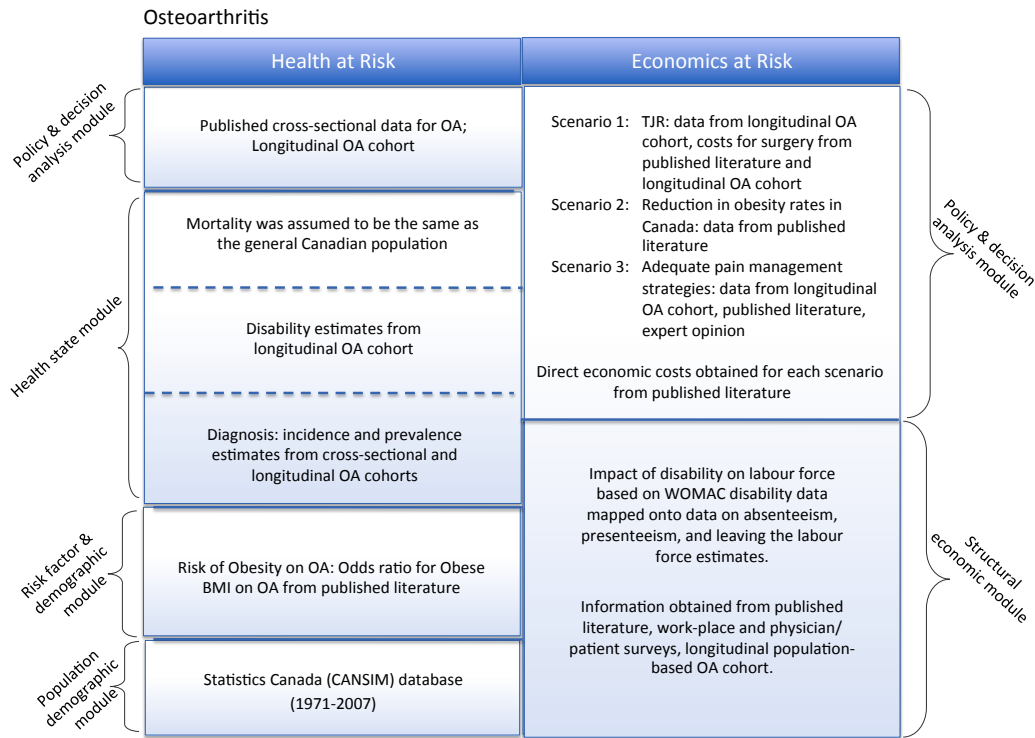 Osteoarthritis
Health at Risk
Policy & decision
analysis module
Published cross-sectional data for OA;
Longitudinal OA cohort
Health state module
Mortality was assumed to be the same as
the general Canadian population
Disability estimates from
longitudinal OA cohort
Diagnosis: incidence and prevalence
estimates from cross-sectional and
longitudinal OA cohorts
Risk factor &
demographic
module
Risk of Obesity on OA: Odds ratio for Obese
BMI on OA from published literature
Population
demographic
module
Statistics Canada (CANSIM) database
(1971-2007)
Economics at Risk
Scenario 1: TJR: data from longitudinal OA
cohort, costs for surgery from
published literature and
longitudinal OA cohort
Scenario 2: Reduction in obesity rates in
Canada: data from published
literature
Scenario 3: Adequate pain management
strategies: data from longitudinal
OA cohort, published literature,
expert opinion
Direct economic costs obtained for each scenario
from published literature
Policy & decision
analysis module
Impact of disability on labour force
based on WOMAC disability data
mapped onto data on absenteeism,
presenteeism, and leaving the labour
force estimates.
Information obtained from published
literature, work-place and physician/
patient surveys, longitudinal population-
based OA cohort.
Structural
economic module